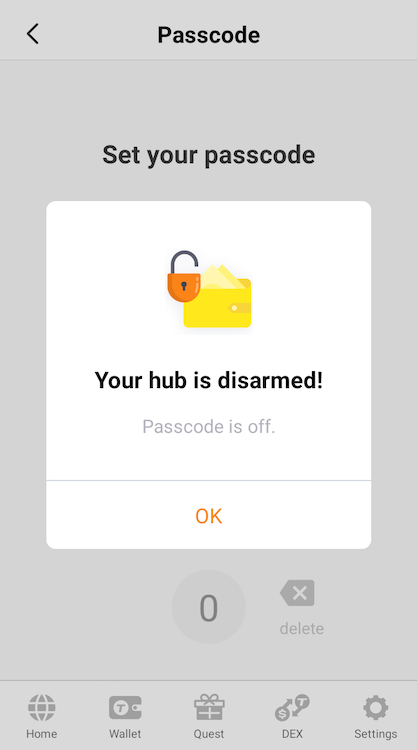 Passcode
Set your passcode
Your hub is disarmed!
Passcode is off.
OK
0
delete
Home Wallet Quest DEX Settings